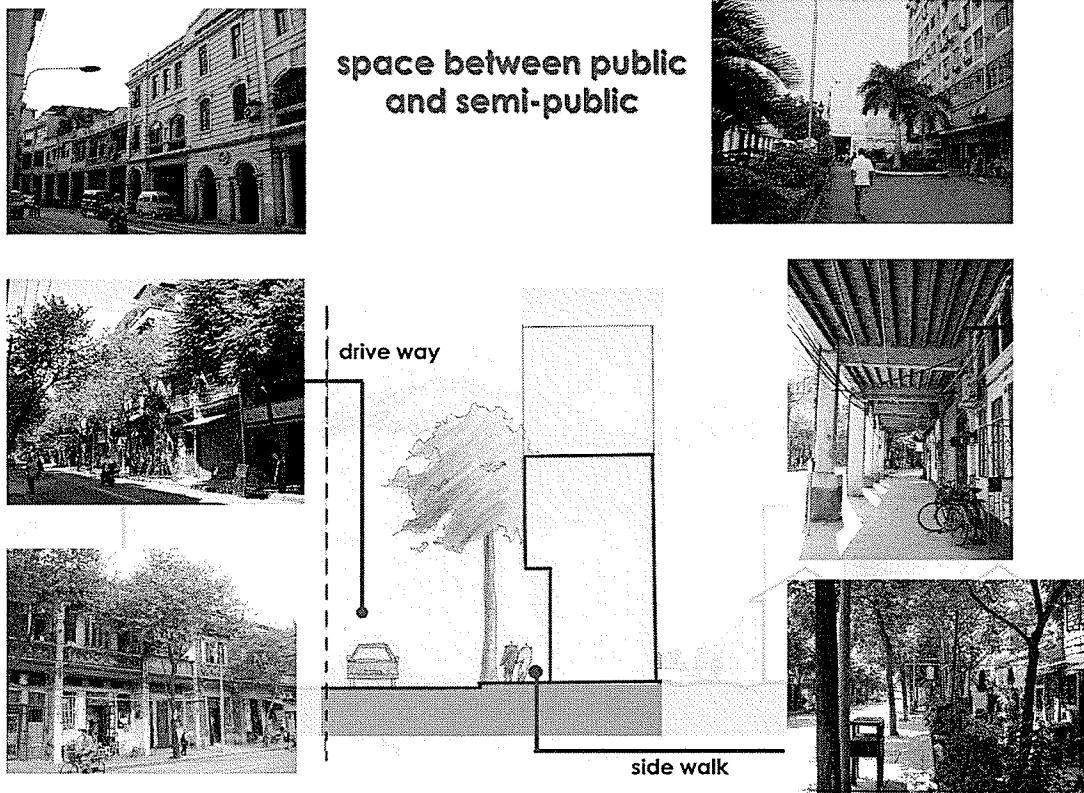 space between public
and semi-public
drive way
side walk